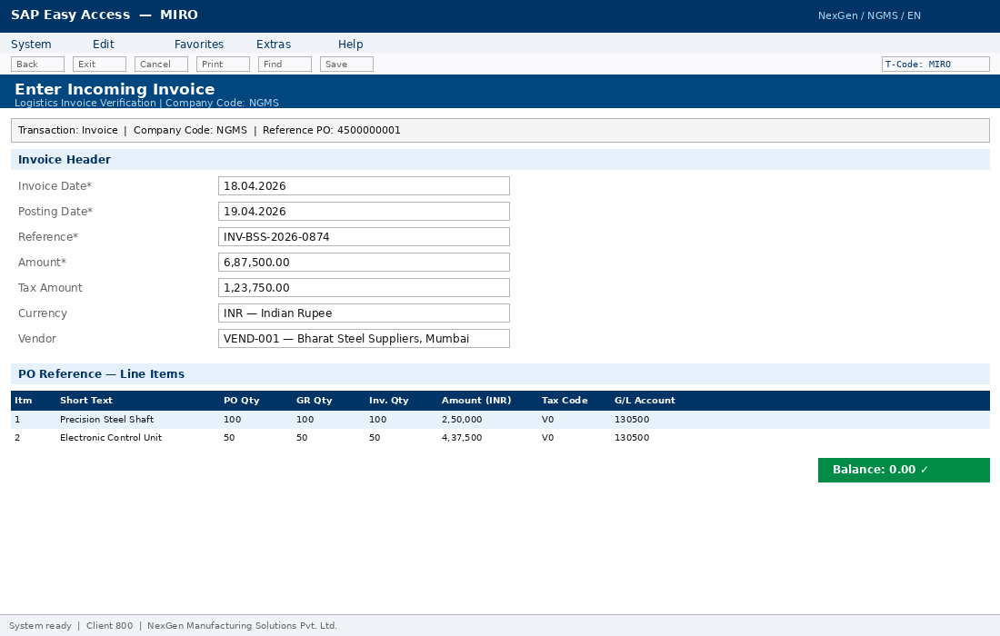 SAP Easy Access — MIRO
NexGen / NGMS / EN
System Edit Favorites Extras Help
Back Exit Cancel Print Find Save
T-Code: MIRO
Enter Incoming Invoice
Logistics Invoice Verification | Company Code: NGMS
Transaction: Invoice | Company Code: NGMS | Reference PO: 4500000001
Invoice Header
Invoice Date* 18.04.2026
Posting Date* 19.04.2026
Reference* INV-BSS-2026-0874
Amount* 6,87,500.00
Tax Amount 1,23,750.00
Currency INR — Indian Rupee
Vendor VEND-001 — Bharat Steel Suppliers, Mumbai
PO Reference — Line Items
Itm Short Text PO Qty GR Qty Inv. Qty Amount (INR) Tax Code G/L Account
1 Precision Steel Shaft 100 100 100 2,50,000 V0 130500
2 Electronic Control Unit 50 50 50 4,37,500 V0 130500
Balance: 0.00 ✓
System ready | Client 800 | NexGen Manufacturing Solutions Pvt. Ltd.